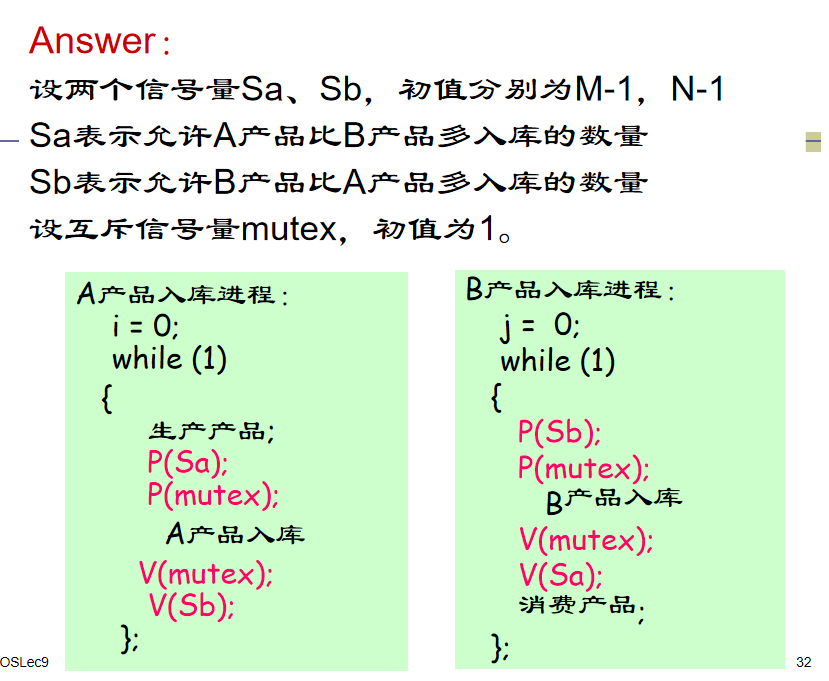 Answer：
设两个信号量Sa、Sb，初值分别为M-1，N-1
Sa表示允许A产品比B产品多入库的数量
Sb表示允许B产品比A产品多入库的数量
设互斥信号量mutex，初值为1。
A产品入库进程：
i = 0;
while (1)
{
生产产品;
P(Sa);
P(mutex);
A产品入库
V(mutex);
V(Sb);
};
B产品入库进程：
j = 0;
while (1)
{
P(Sb);
P(mutex);
B产品入库
V(mutex);
V(Sa);
消费产品;
};
OSLec9
32